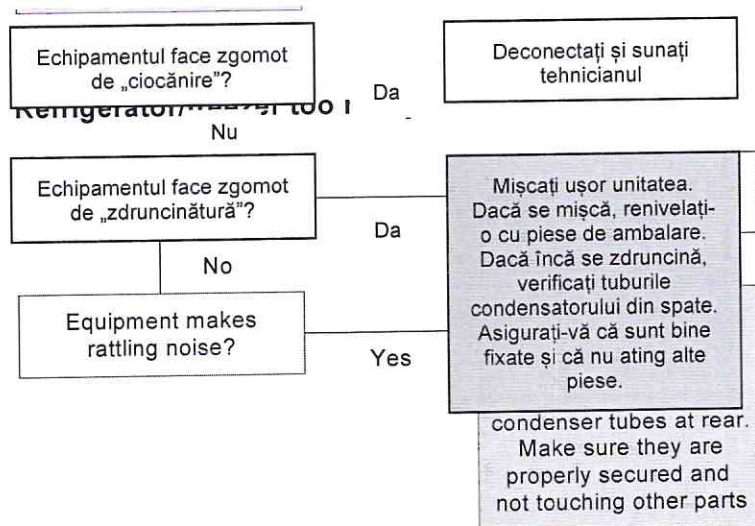 Echipamentul face zgomot
de „ciocănire”?
Da
Deconectați și sunați
tehnicianul
Nu
Echipamentul face zgomot
de „zdruncinătură”?
Da
Mișcați ușor unitatea.
Dacă se mișcă, renivelați-
o cu piese de ambalare.
Dacă încă se zdruncină,
verificați tuburile
condensatorului din spate.
Asigurați-vă că sunt bine
fixate și că nu ating alte
piese.
No
Equipment makes
rattling noise?
Yes
condenser tubes at rear.
Make sure they are
properly secured and
not touching other parts